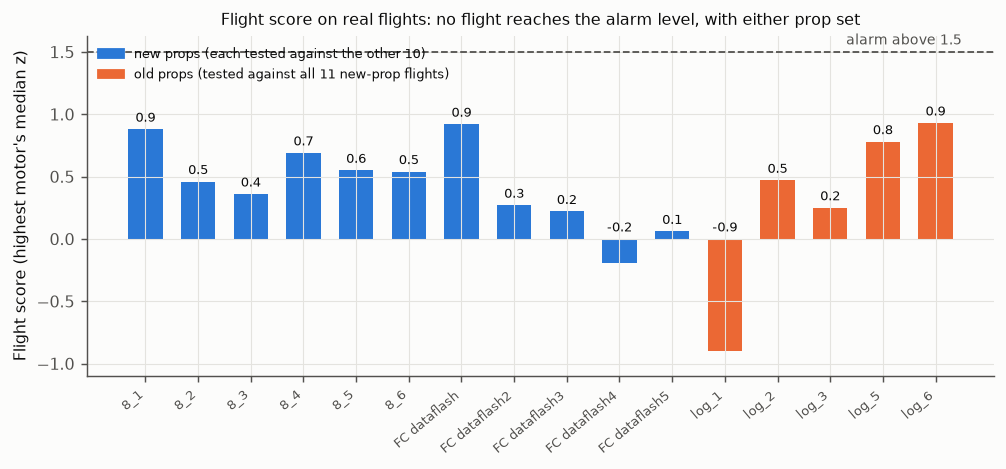 Flight score on real flights: no flight reaches the alarm level, with either prop set
alarm above 1.5
new props (each tested against the other 10)
old props (tested against all 11 new-prop flights)
Flight score (highest motor's median z)
1.5
1.0
0.5
0.0
−0.5
−1.0
0.9
0.5
0.4
0.7
0.6
0.5
0.9
0.3
0.2
-0.2
0.1
-0.9
0.5
0.2
0.8
0.9
8_1
8_2
8_3
8_4
8_5
8_6
FC dataflash
FC dataflash2
FC dataflash3
FC dataflash4
FC dataflash5
log_1
log_2
log_3
log_5
log_6